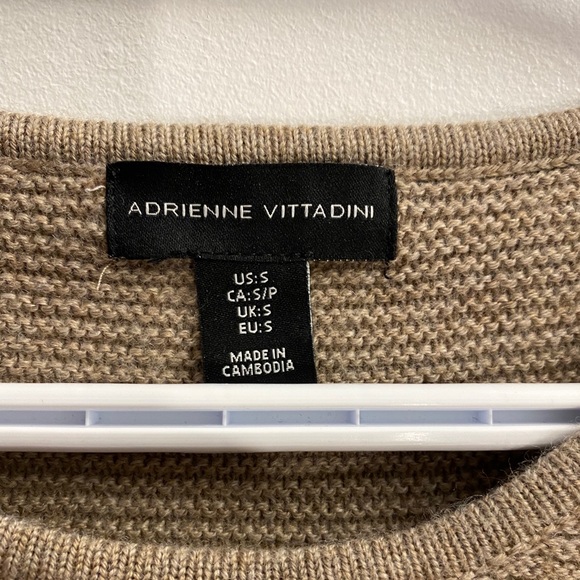 ADRIENNE VITTADINI
US:S
CA:S/P
UK:S
EU:S
MADE IN
CAMBODIA